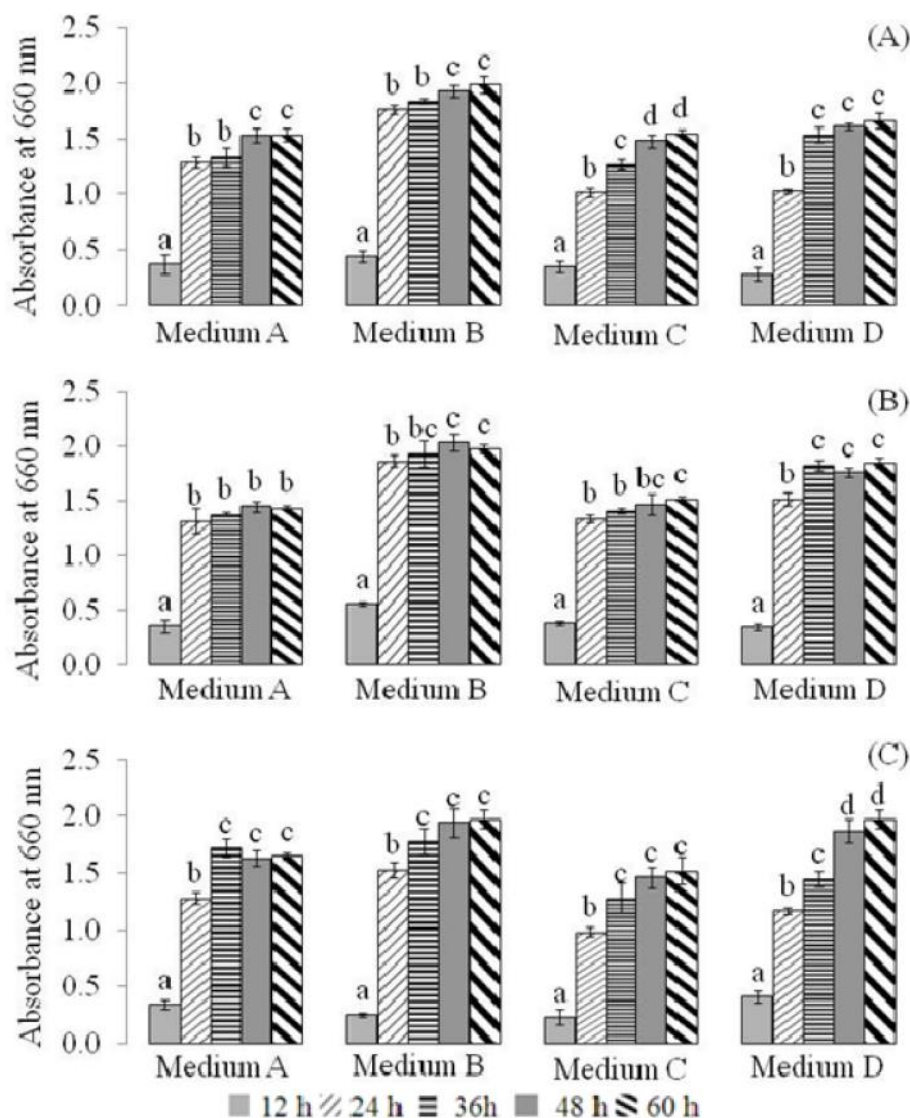 (A)
Absorbance at 660 nm
2.5
2.0
1.5
1.0
0.5
0.0
a b b c c
a b b c c
a b c d d
a b c c c
Medium A Medium B Medium C Medium D
(B)
Absorbance at 660 nm
2.5
2.0
1.5
1.0
0.5
0.0
a b b b b
a b bc c c
a b b bc c
a b c c c
Medium A Medium B Medium C Medium D
(C)
Absorbance at 660 nm
2.5
2.0
1.5
1.0
0.5
0.0
a b c c c
a b c c c
a b c c c
a b c d d
Medium A Medium B Medium C Medium D
12 h 24 h 36h 48 h 60 h